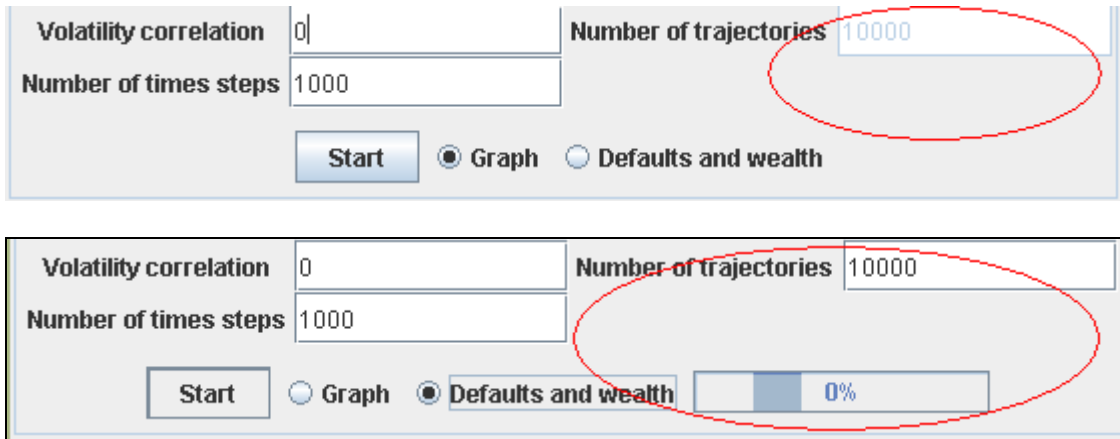 Volatility correlation 0 Number of trajectories 10000
Number of times steps 1000
Start Graph Defaults and wealth
Volatility correlation 0 Number of trajectories 10000
Number of times steps 1000
Start Graph Defaults and wealth 0%